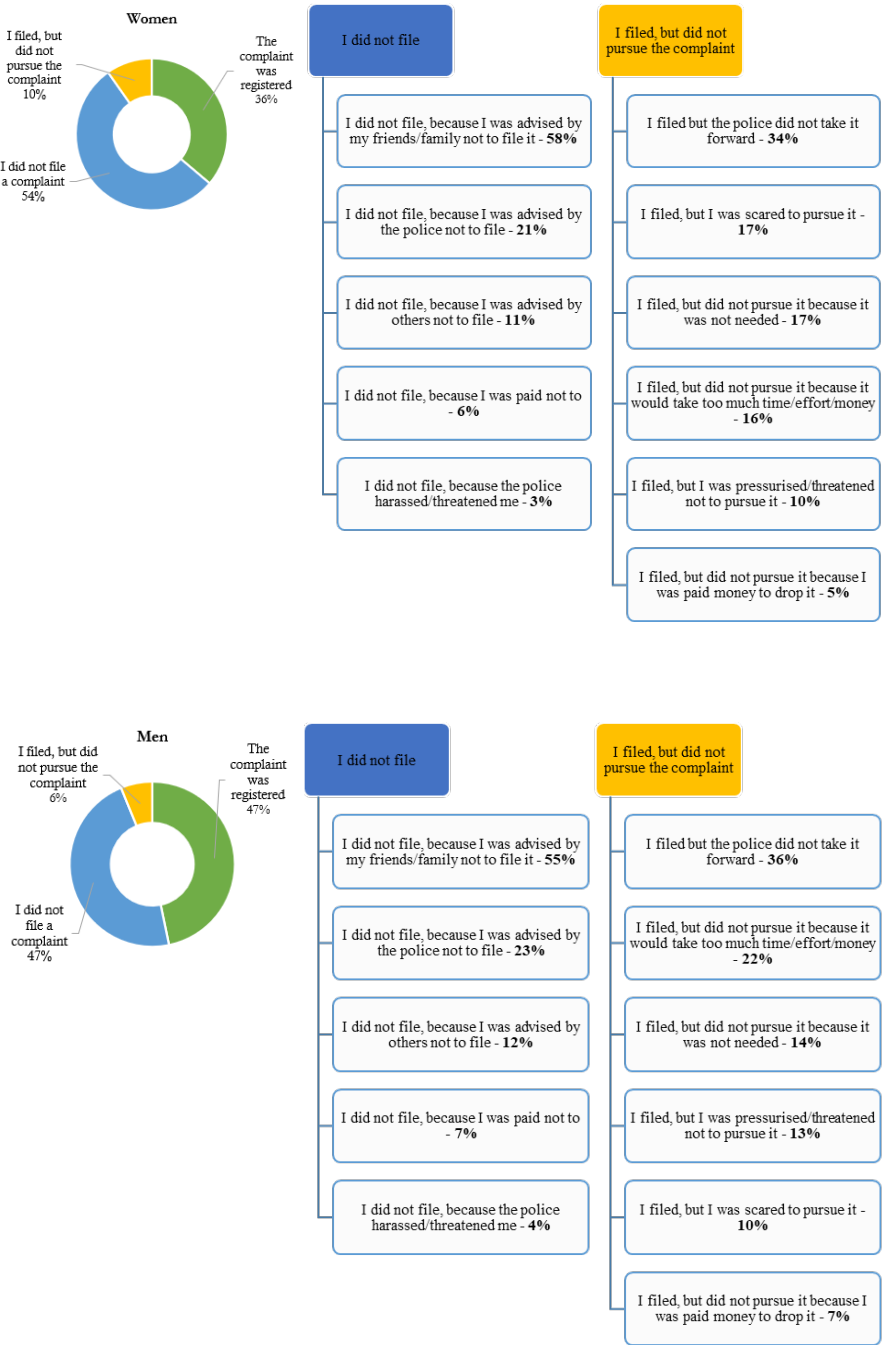 Women
I filed, but
did not
pursue the
complaint
10%
The
complaint
was
registered
36%
I did not file
a complaint
54%
I did not file
I did not file, because I was advised by
my friends/family not to file it - 58%
I did not file, because I was advised by
the police not to file - 21%
I did not file, because I was advised by
others not to file - 11%
I did not file, because I was paid not to
- 6%
I did not file, because the police
harassed/threatened me - 3%
I filed, but did not
pursue the complaint
I filed but the police did not take it
forward - 34%
I filed, but I was scared to pursue it -
17%
I filed, but did not pursue it because it
was not needed - 17%
I filed, but did not pursue it because it
would take too much time/effort/money
- 16%
I filed, but I was pressurised/threatened
not to pursue it - 10%
I filed, but did not pursue it because I
was paid money to drop it - 5%
Men
I filed, but did
not pursue the
complaint
6%
The
complaint
was
registered
47%
I did not
file a
complaint
47%
I did not file
I did not file, because I was advised by
my friends/family not to file it - 55%
I did not file, because I was advised by
the police not to file - 23%
I did not file, because I was advised by
others not to file - 12%
I did not file, because I was paid not to
- 7%
I did not file, because the police
harassed/threatened me - 4%
I filed, but did not
pursue the complaint
I filed but the police did not take it
forward - 36%
I filed, but did not pursue it because it
would take too much time/effort/money
- 22%
I filed, but did not pursue it because it
was not needed - 14%
I filed, but I was pressurised/threatened
not to pursue it - 13%
I filed, but I was scared to pursue it -
10%
I filed, but did not pursue it because I
was paid money to drop it - 7%